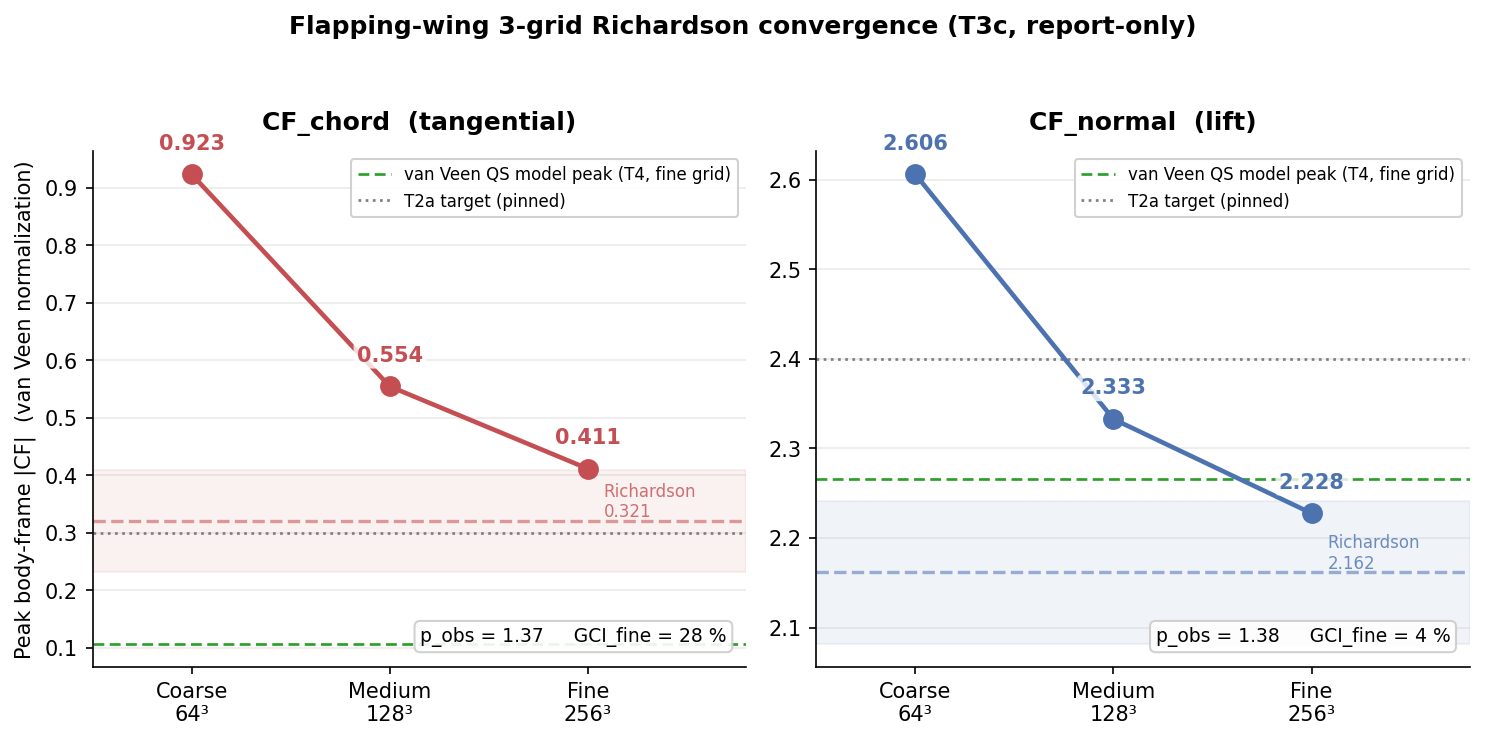 Flapping-wing 3-grid Richardson convergence (T3c, report-only)
CF_chord (tangential)
Peak body-frame |CF| (van Veen normalization)
0.9
0.8
0.7
0.6
0.5
0.4
0.3
0.2
0.1
0.923
0.554
0.411
van Veen QS model peak (T4, fine grid)
T2a target (pinned)
Richardson
0.321
p_obs = 1.37 GCI_fine = 28 %
Coarse
64³
Medium
128³
Fine
256³
CF_normal (lift)
2.6
2.5
2.4
2.3
2.2
2.1
2.606
2.333
2.228
van Veen QS model peak (T4, fine grid)
T2a target (pinned)
Richardson
2.162
p_obs = 1.38 GCI_fine = 4 %
Coarse
64³
Medium
128³
Fine
256³